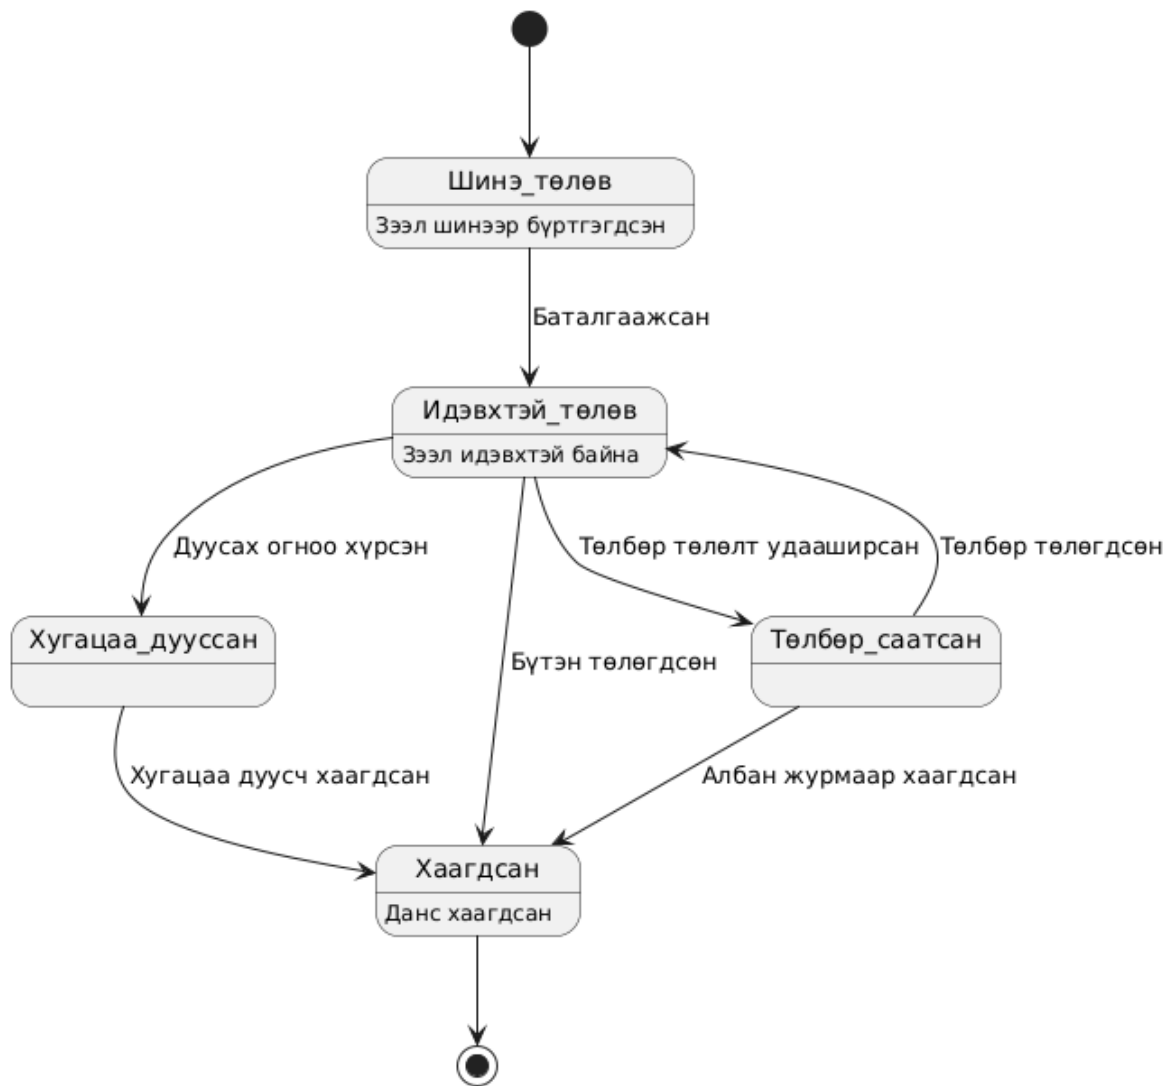 Шинэ_төлөв
Зээл шинээр бүртгэгдсэн
Баталгаажсан
Идэвхтэй_төлөв
Зээл идэвхтэй байна
Дуусах огноо хүрсэн
Төлбөр төлөлт удааширсан
Төлбөр төлөгдсөн
Хугацаа_дууссан
Бүтэн төлөгдсөн
Төлбөр_саатсан
Хугацаа дуусч хаагдсан
Албан журмаар хаагдсан
Хаагдсан
Данс хаагдсан